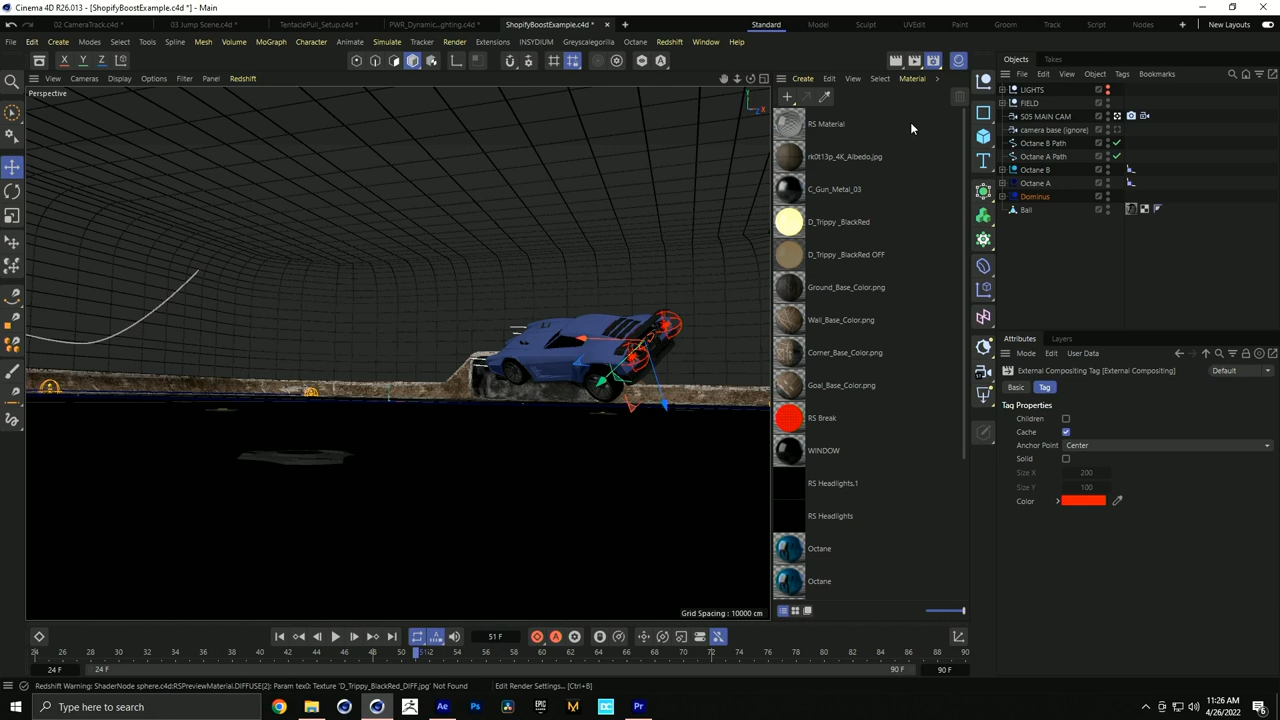 Cinema 4D R26.013 - [ShopifyBoostExample.c4d *] - Main
02 CameraTrack.c4d *
03 Jump Scene.c4d *
TentaclePull_Setup.c4d *
PWR_Dynamic...ghting.c4d *
ShopifyBoostExample.c4d *
Standard
Model
Sculpt
UVEdit
Paint
Groom
Track
Script
Nodes
New Layouts
File Edit Create Modes Select Tools Spline Mesh Volume MoGraph Character Animate Simulate Tracker Render Extensions INSYDIUM Greyscalegorilla Octane Redshift Window Help
X Y Z
Objects Takes
View Cameras Display Options Filter Panel Redshift
Create Edit View Select Material
File Edit View Object Tags Bookmarks
Perspective
Y
Z X
RS Material
rk0t13p_4K_Albedo.jpg
C_Gun_Metal_03
D_Trippy _BlackRed
D_Trippy _BlackRed OFF
Ground_Base_Color.png
Wall_Base_Color.png
Corner_Base_Color.png
Goal_Base_Color.png
RS Break
WINDOW
RS Headlights.1
RS Headlights
Octane
Octane
LIGHTS
FIELD
S05 MAIN CAM
camera base (ignore)
Octane B Path
Octane A Path
Octane B
Octane A
Dominus
Ball
Attributes Layers
Mode Edit User Data
External Compositing Tag [External Compositing]
Default
Basic Tag
Tag Properties
Children
Cache
Anchor Point Center
Solid
Size X 200
Size Y 100
Color
Grid Spacing : 10000 cm
51 F
24 26 28 30 32 34 36 38 40 42 44 46 48 50 5152 54 56 58 60 62 64 66 68 70 72 74 76 78 80 82 84 86 88 90
24 F 24 F 90 F 90 F
Redshift Warning: ShaderNode sphere.c4d:RSPreviewMaterial.DIFFUSE(2): Param tex0: Texture 'D_Trippy_BlackRed_DIFF.jpg' Not Found
Edit Render Settings... [Ctrl+B]
Type here to search
Ae
Ps
EPIC
M
DC
Pr
11:26 AM
4/26/2022